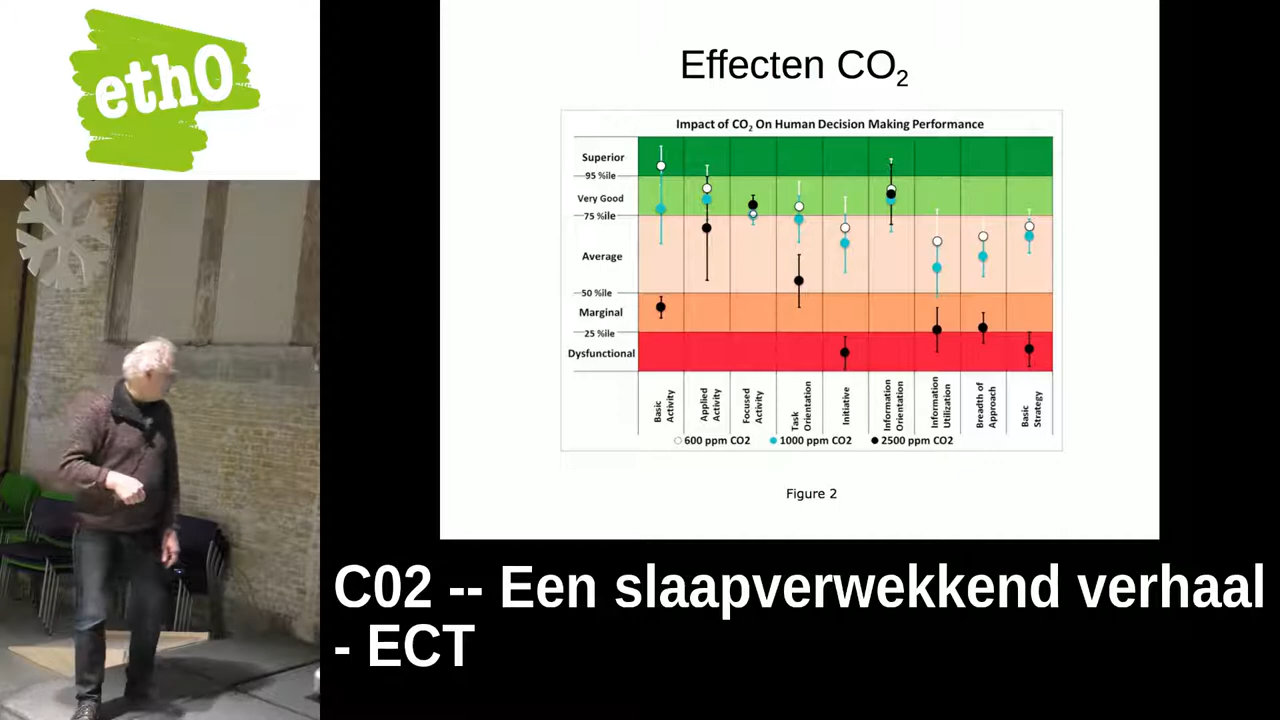 eth0
Effecten CO₂
Impact of CO₂ On Human Decision Making Performance
Superior
95 %ile
Very Good
75 %ile
Average
50 %ile
Marginal
25 %ile
Dysfunctional
Basic Activity
Applied Activity
Focused Activity
Task Orientation
Initiative
Information Orientation
Information Utilization
Breadth of Approach
Basic Strategy
600 ppm CO2 1000 ppm CO2 2500 ppm CO2
Figure 2
C02 -- Een slaapverwekkend verhaal
- ECT